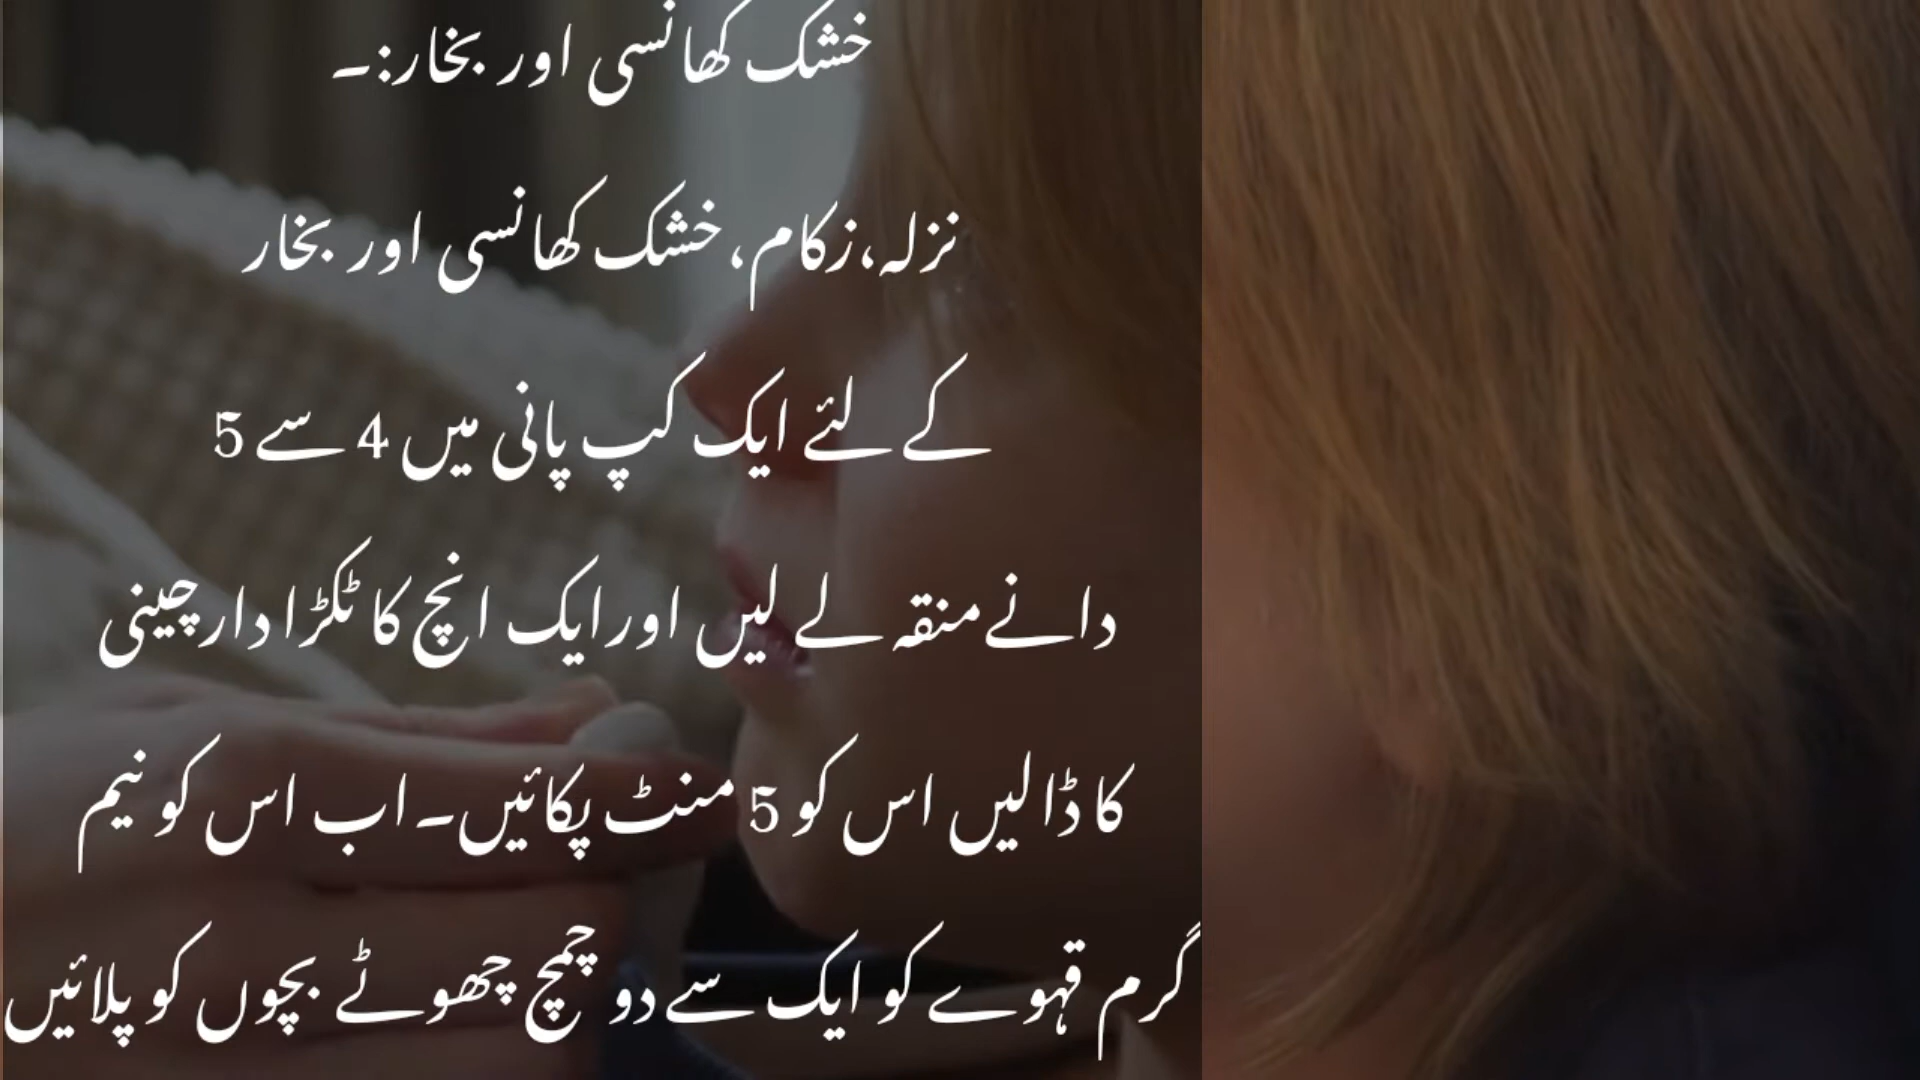 خشک کھانسی اور بخار:۔
نزلہ،زکام،خشک کھانسی اور بخار
کے لئے ایک کپ پانی میں 4 سے 5
دانے منقہ لے لیں اور ایک انچ کا ٹکڑا دار چینی
کا ڈالیں اس کو 5 منٹ پکائیں۔ اب اس کو نیم
گرم قہوے کو ایک سے دو چمچ چھوٹے بچوں کو پلائیں